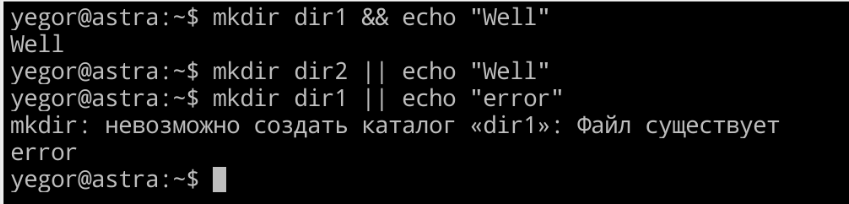 yegor@astra:~$ mkdir dir1 && echo "Well"
Well
yegor@astra:~$ mkdir dir2 || echo "Well"
yegor@astra:~$ mkdir dir1 || echo "error"
mkdir: невозможно создать каталог «dir1»: Файл существует
error
yegor@astra:~$